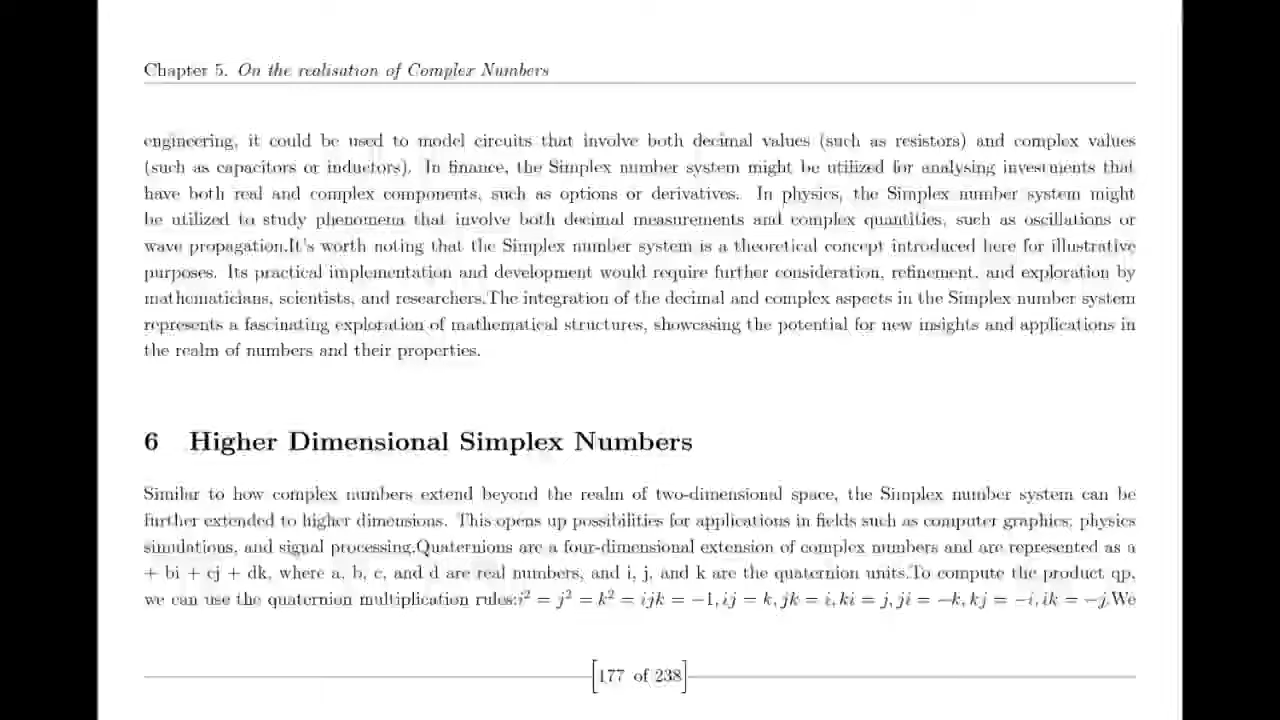 Chapter 5. On the realisation of Complex Numbers
engineering, it could be used to model circuits that involve both decimal values (such as resistors) and complex values
(such as capacitors or inductors). In finance, the Simplex number system might be utilized for analysing investments that
have both real and complex components, such as options or derivatives. In physics, the Simplex number system might
be utilized to study phenomena that involve both decimal measurements and complex quantities, such as oscillations or
wave propagation.It's worth noting that the Simplex number system is a theoretical concept introduced here for illustrative
purposes. Its practical implementation and development would require further consideration, refinement, and exploration by
mathematicians, scientists, and researchers.The integration of the decimal and complex aspects in the Simplex number system
represents a fascinating exploration of mathematical structures, showcasing the potential for new insights and applications in
the realm of numbers and their properties.
6 Higher Dimensional Simplex Numbers
Similar to how complex numbers extend beyond the realm of two-dimensional space, the Simplex number system can be
further extended to higher dimensions. This opens up possibilities for applications in fields such as computer graphics, physics
simulations, and signal processing.Quaternions are a four-dimensional extension of complex numbers and are represented as a
+ bi + cj + dk, where a, b, c, and d are real numbers, and i, j, and k are the quaternion units.To compute the product qp,
we can use the quaternion multiplication rules:i² = j² = k² = ijk = −1, ij = k, jk = i, ki = j, ji = −k, kj = −i, ik = −j.We
[177 of 238]